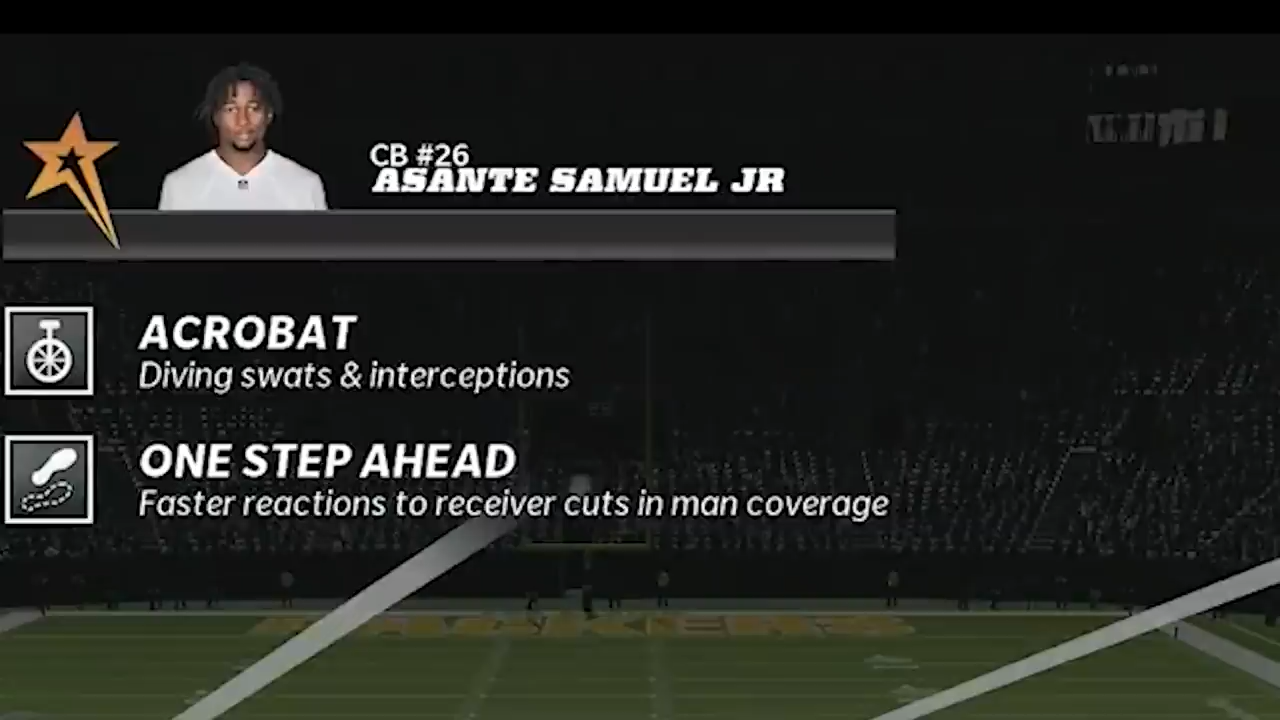 CB #26
ASANTE SAMUEL JR
ACROBAT
Diving swats & interceptions
ONE STEP AHEAD
Faster reactions to receiver cuts in man coverage
PACKERS